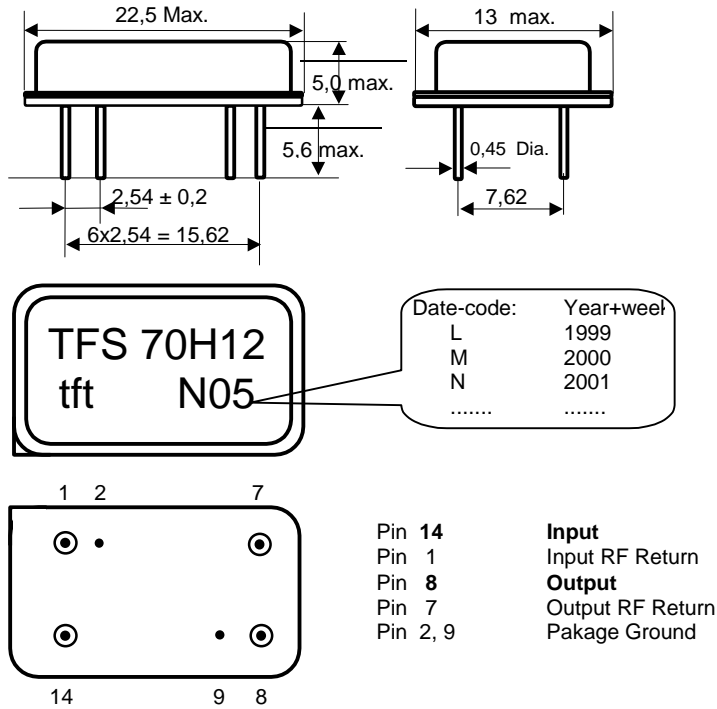 22,5 Max.
13 max.
5,0 max.
5.6 max.
0,45 Dia.
2,54 ± 0,2
7,62
6x2,54 = 15,62
TFS 70H12
tft N05
Date-code: Year+week
L 1999
M 2000
N 2001
....... .......
1 2 7
14 9 8
Pin 14 Input
Pin 1 Input RF Return
Pin 8 Output
Pin 7 Output RF Return
Pin 2, 9 Pakage Ground